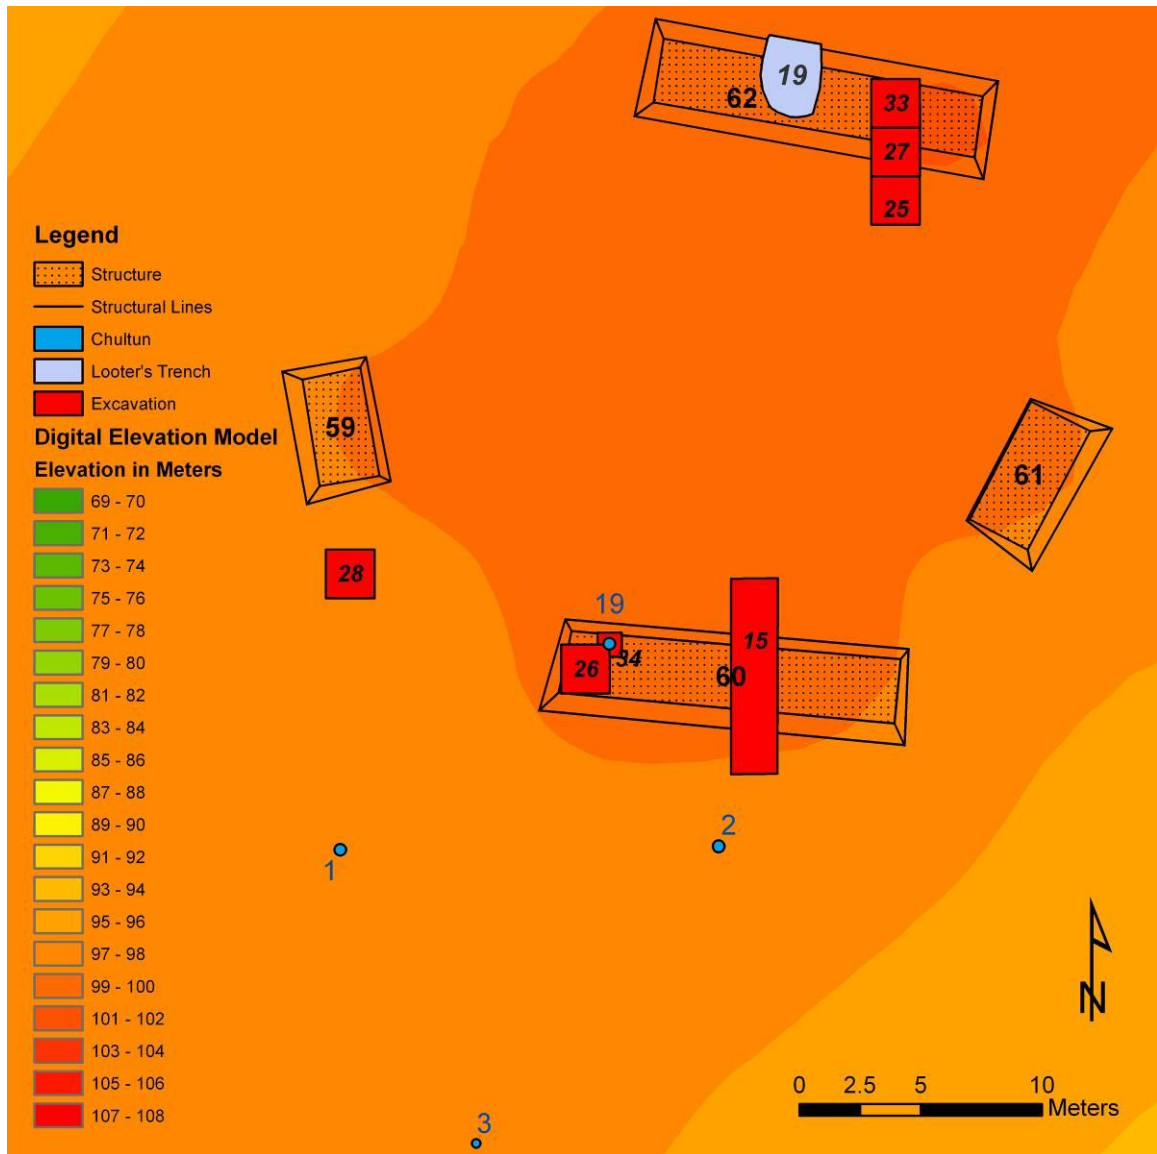 19
62
33
27
25
Legend
Structure
Structural Lines
Chultun
Looter's Trench
Excavation
Digital Elevation Model
Elevation in Meters
69 - 70
71 - 72
73 - 74
75 - 76
77 - 78
79 - 80
81 - 82
83 - 84
85 - 86
87 - 88
89 - 90
91 - 92
93 - 94
95 - 96
97 - 98
99 - 100
101 - 102
103 - 104
105 - 106
107 - 108
59
61
28
19
15
34
26
60
2
1
3
N
0 2.5 5 10
Meters